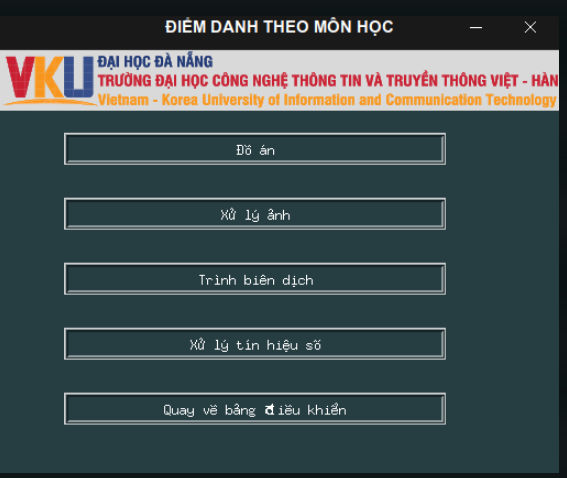 ĐIỂM DANH THEO MÔN HỌC
VKU
ĐẠI HỌC ĐÀ NẴNG
TRƯỜNG ĐẠI HỌC CÔNG NGHỆ THÔNG TIN VÀ TRUYỀN THÔNG VIỆT - HÀN
Vietnam - Korea University of Information and Communication Technology
Đồ án
Xử lý ảnh
Trình biên dịch
Xử lý tín hiệu số
Quay về bảng điều khiển